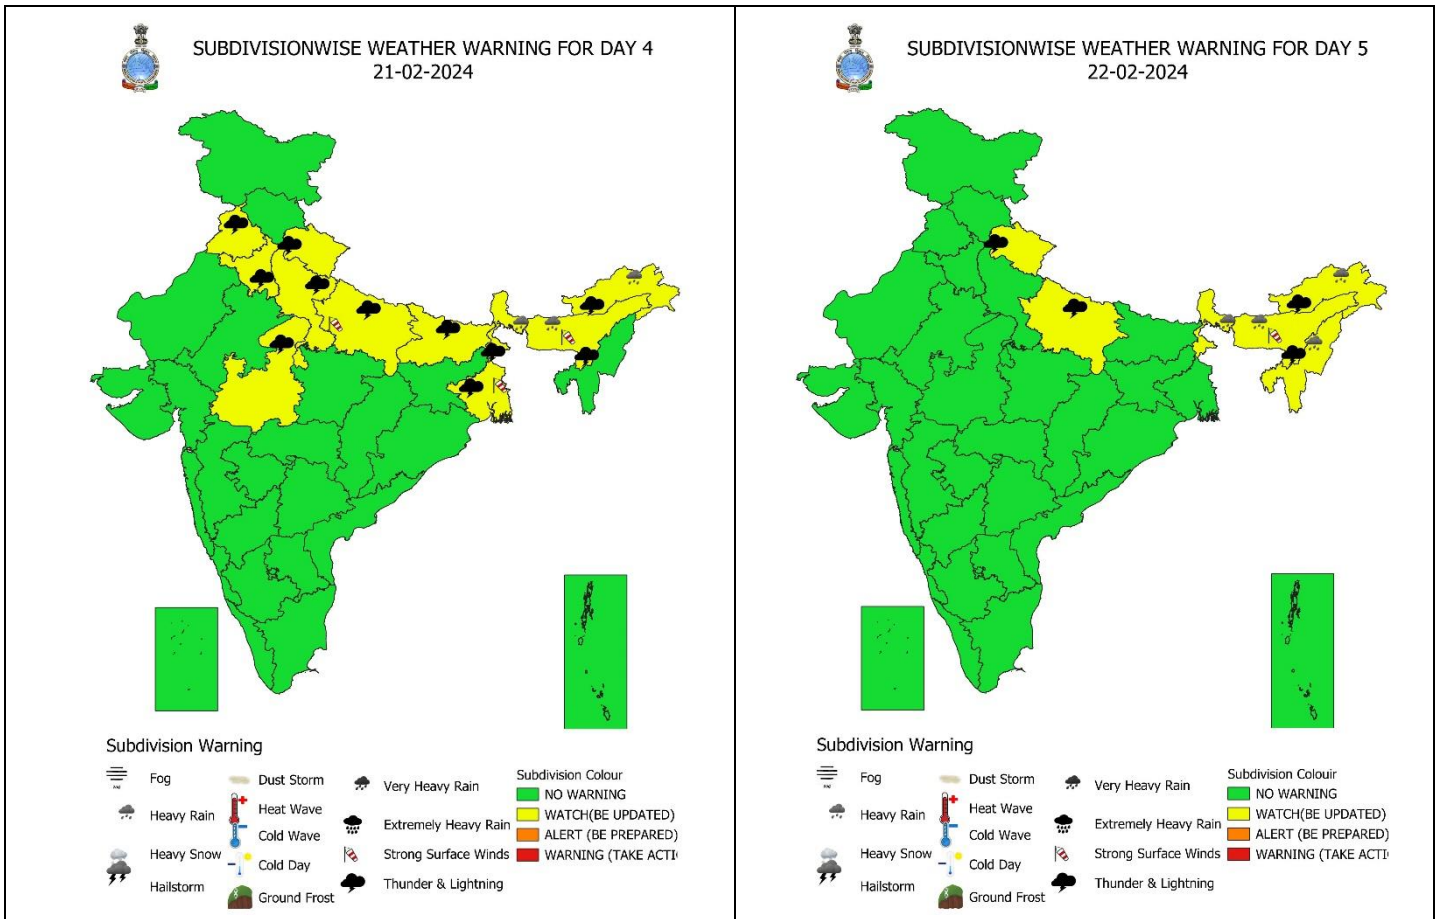 SUBDIVISIONWISE WEATHER WARNING FOR DAY 4
21-02-2024
Subdivision Warning
Fog
Heavy Rain
Heavy Snow
Hailstorm
Dust Storm
Heat Wave
Cold Wave
Cold Day
Ground Frost
Very Heavy Rain
Extremely Heavy Rain
Strong Surface Winds
Thunder & Lightning
Subdivision Colour
NO WARNING
WATCH(BE UPDATED)
ALERT (BE PREPARED)
WARNING (TAKE ACTI
SUBDIVISIONWISE WEATHER WARNING FOR DAY 5
22-02-2024
Subdivision Warning
Fog
Heavy Rain
Heavy Snow
Hailstorm
Dust Storm
Heat Wave
Cold Wave
Cold Day
Ground Frost
Very Heavy Rain
Extremely Heavy Rain
Strong Surface Winds
Thunder & Lightning
Subdivision Colouir
NO WARNING
WATCH(BE UPDATED)
ALERT (BE PREPARED)
WARNING (TAKE ACTI